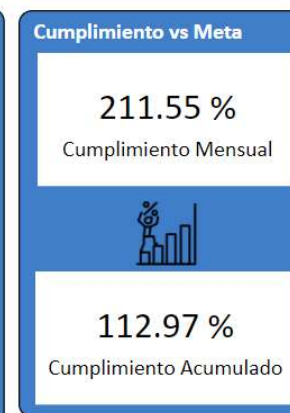 Cumplimiento vs Meta
211.55 %
Cumplimiento Mensual
%
112.97 %
Cumplimiento Acumulado